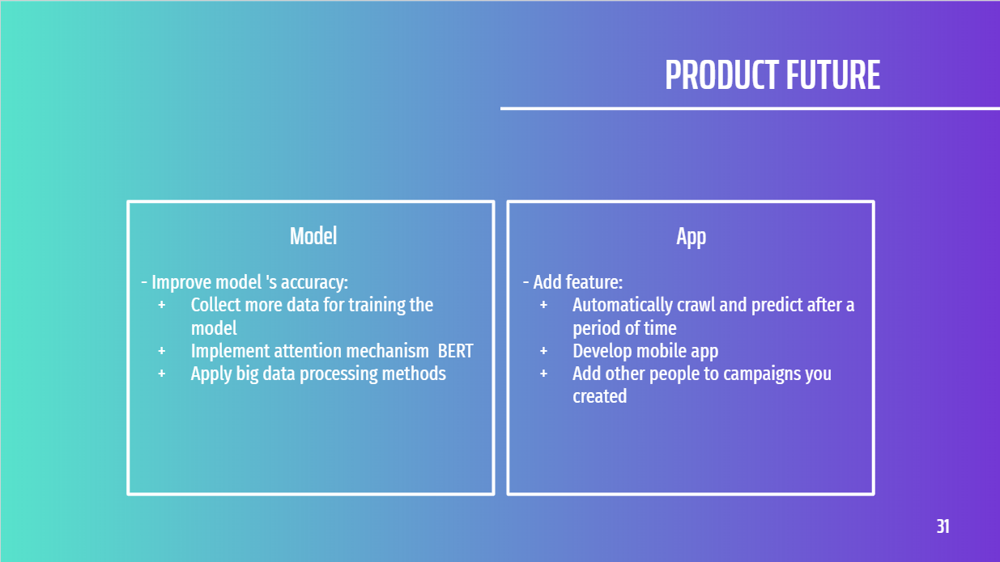 PRODUCT FUTURE
Model
- Improve model 's accuracy:
+ Collect more data for training the
model
+ Implement attention mechanism  BERT
+ Apply big data processing methods
App
- Add feature:
+ Automatically crawl and predict after a
period of time
+ Develop mobile app
+ Add other people to campaigns you
created
31